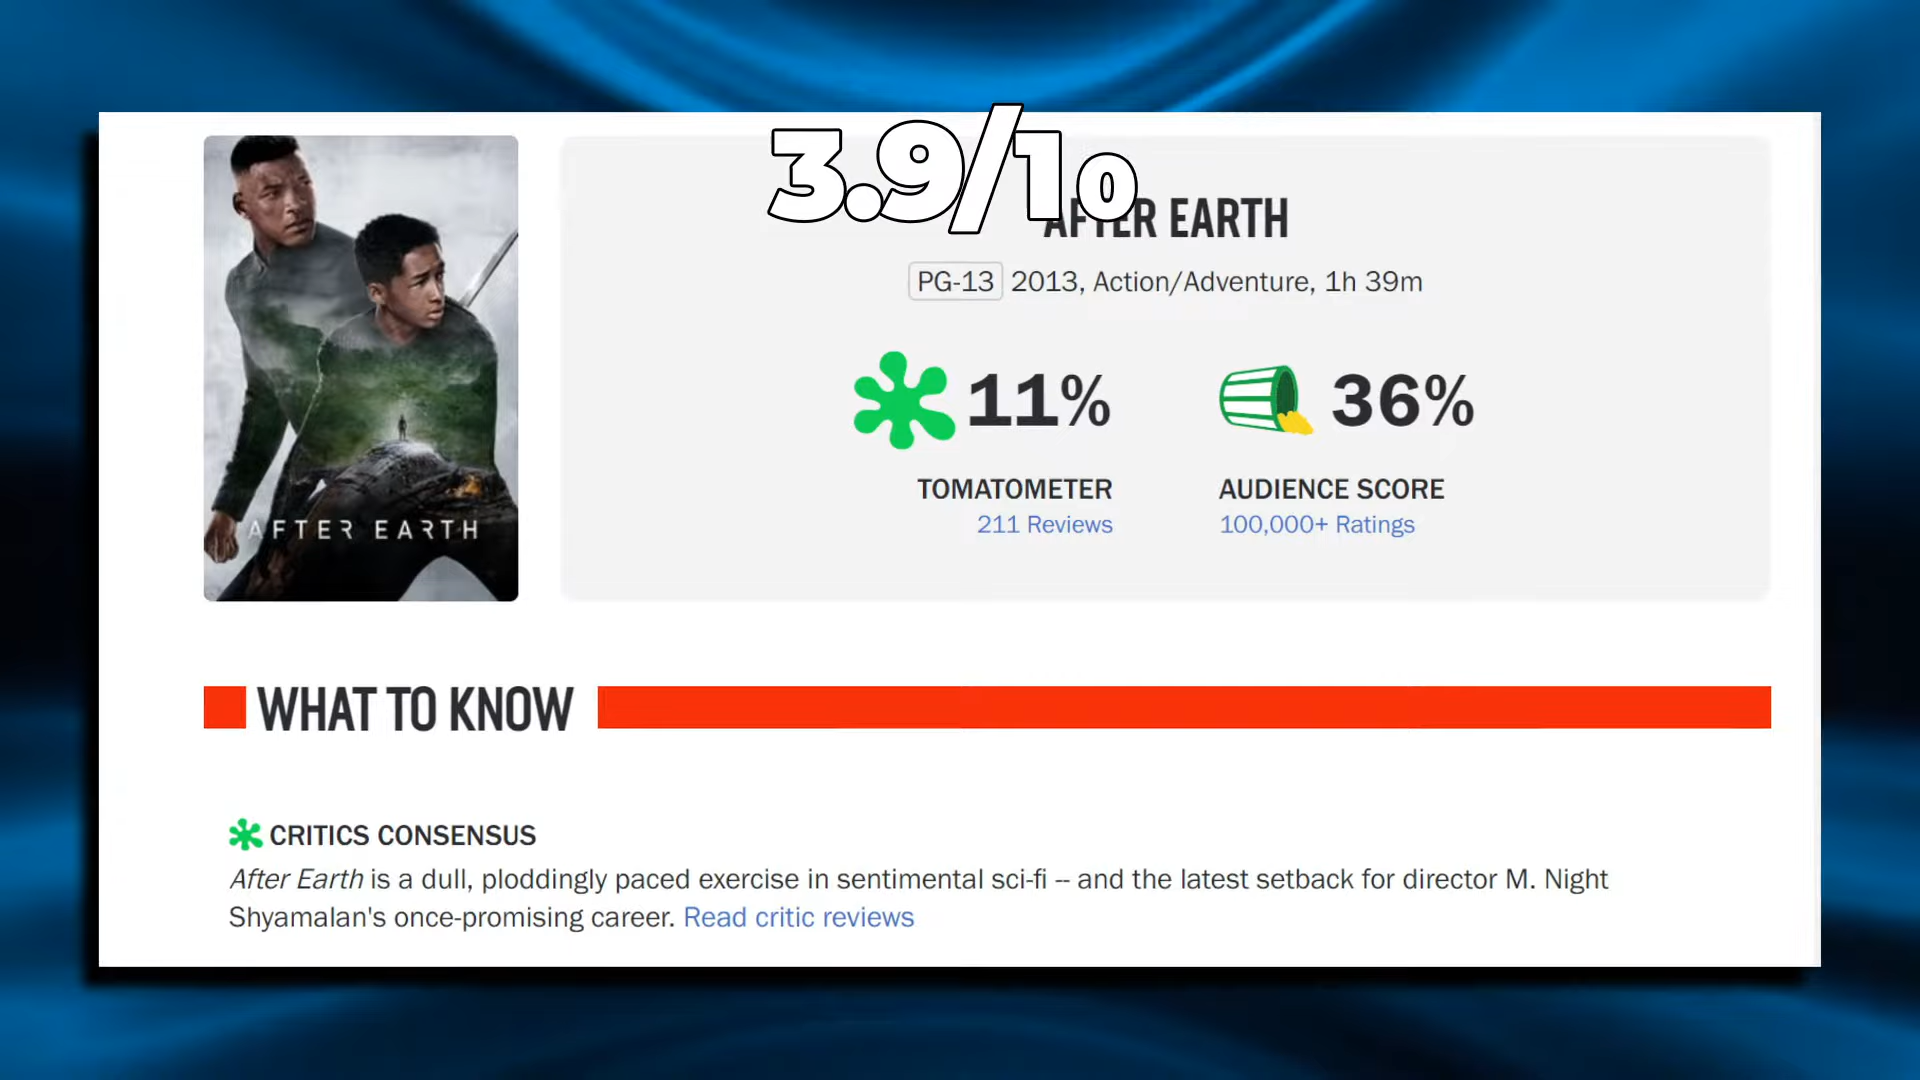 3.9/10
AFTER EARTH
PG-13 2013, Action/Adventure, 1h 39m
11%
36%
TOMATOMETER
AUDIENCE SCORE
211 Reviews
100,000+ Ratings
AFTER EARTH
WHAT TO KNOW
CRITICS CONSENSUS
After Earth is a dull, ploddingly paced exercise in sentimental sci-fi -- and the latest setback for director M. Night
Shyamalan's once-promising career. Read critic reviews